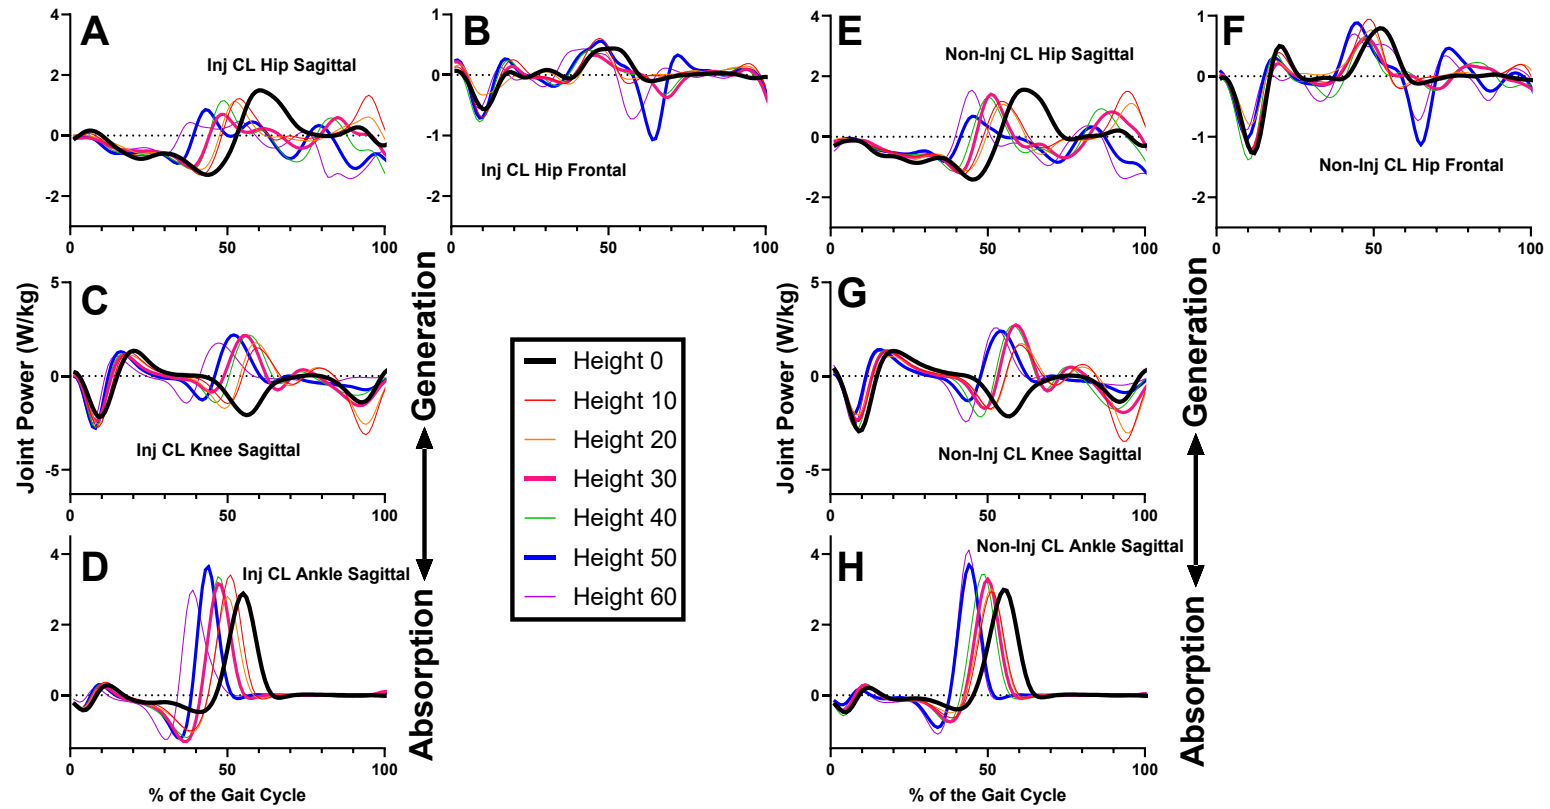 A
Inj CL Hip Sagittal
4
2
0
-2
0
50
100
B
Inj CL Hip Frontal
1
0
-1
-2
0
50
100
E
Non-Inj CL Hip Sagittal
4
2
0
-2
0
50
100
F
Non-Inj CL Hip Frontal
1
0
-1
-2
0
50
100
C
Inj CL Knee Sagittal
Joint Power (W/kg)
5
0
-5
0
50
100
Generation
Absorption
Height 0
Height 10
Height 20
Height 30
Height 40
Height 50
Height 60
G
Non-Inj CL Knee Sagittal
Joint Power (W/kg)
5
0
-5
0
50
100
Generation
Absorption
D
Inj CL Ankle Sagittal
4
2
0
0
50
100
% of the Gait Cycle
H
Non-Inj CL Ankle Sagittal
4
2
0
0
50
100
% of the Gait Cycle